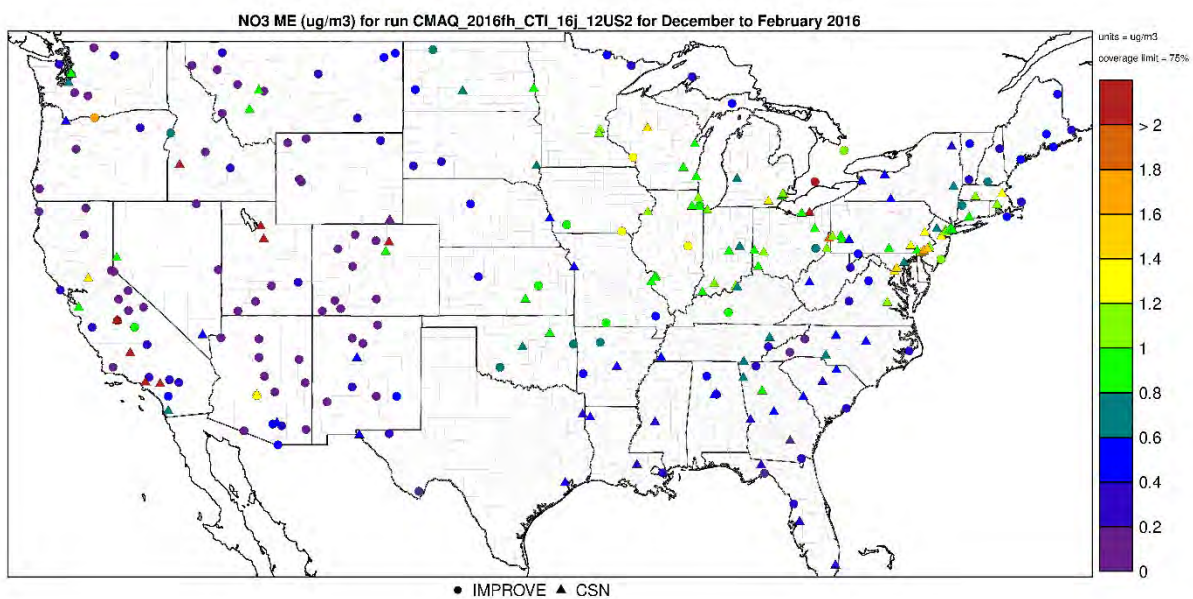 NO3 ME (ug/m3) for run CMAQ_2016fh_CTI_16j_12US2 for December to February 2016
units = ug/m3
coverage limit = 75%
> 2
1.8
1.6
1.4
1.2
1
0.8
0.6
0.4
0.2
0
● IMPROVE ▲ CSN